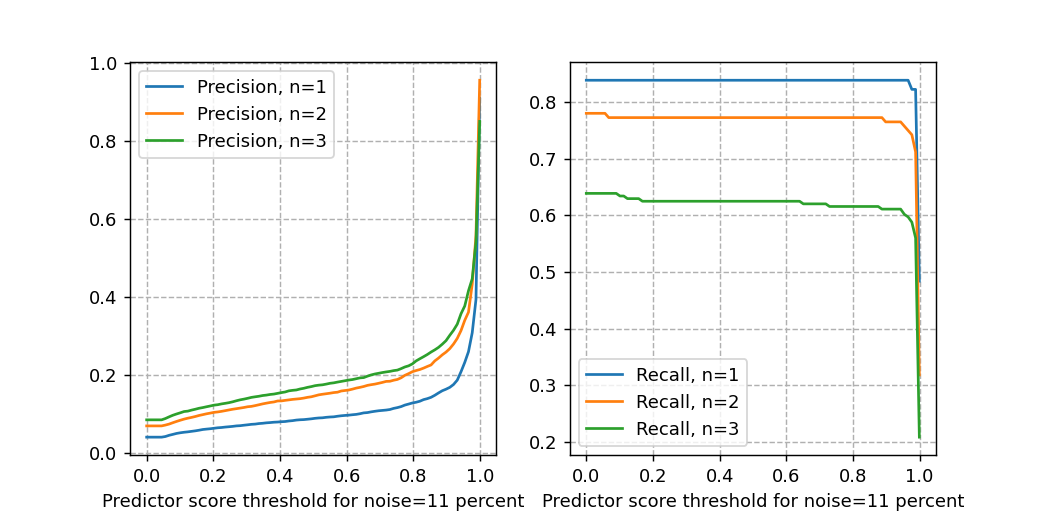 1.0
0.8
0.6
0.4
0.2
0.0
Precision, n=1
Precision, n=2
Precision, n=3
0.0 0.2 0.4 0.6 0.8 1.0
Predictor score threshold for noise=11 percent
0.8
0.7
0.6
0.5
0.4
0.3
0.2
Recall, n=1
Recall, n=2
Recall, n=3
0.0 0.2 0.4 0.6 0.8 1.0
Predictor score threshold for noise=11 percent